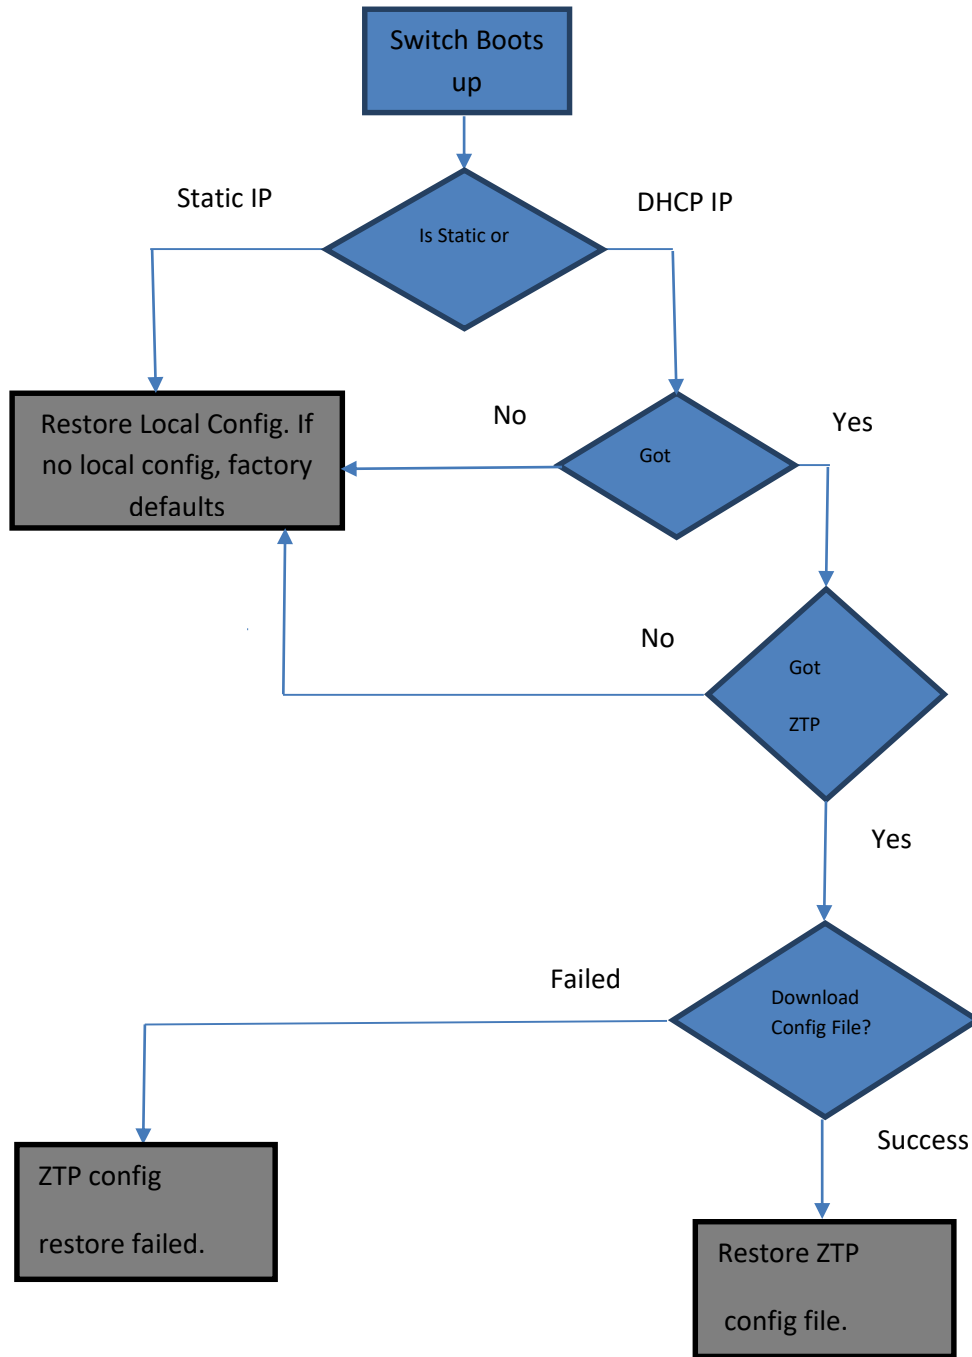 Switch Boots
up
Static IP
DHCP IP
Is Static or
Restore Local Config. If
no local config, factory
defaults
No
Yes
Got
No
Got
ZTP
Yes
Failed
Download
Config File?
Success
ZTP config
restore failed.
Restore ZTP
config file.